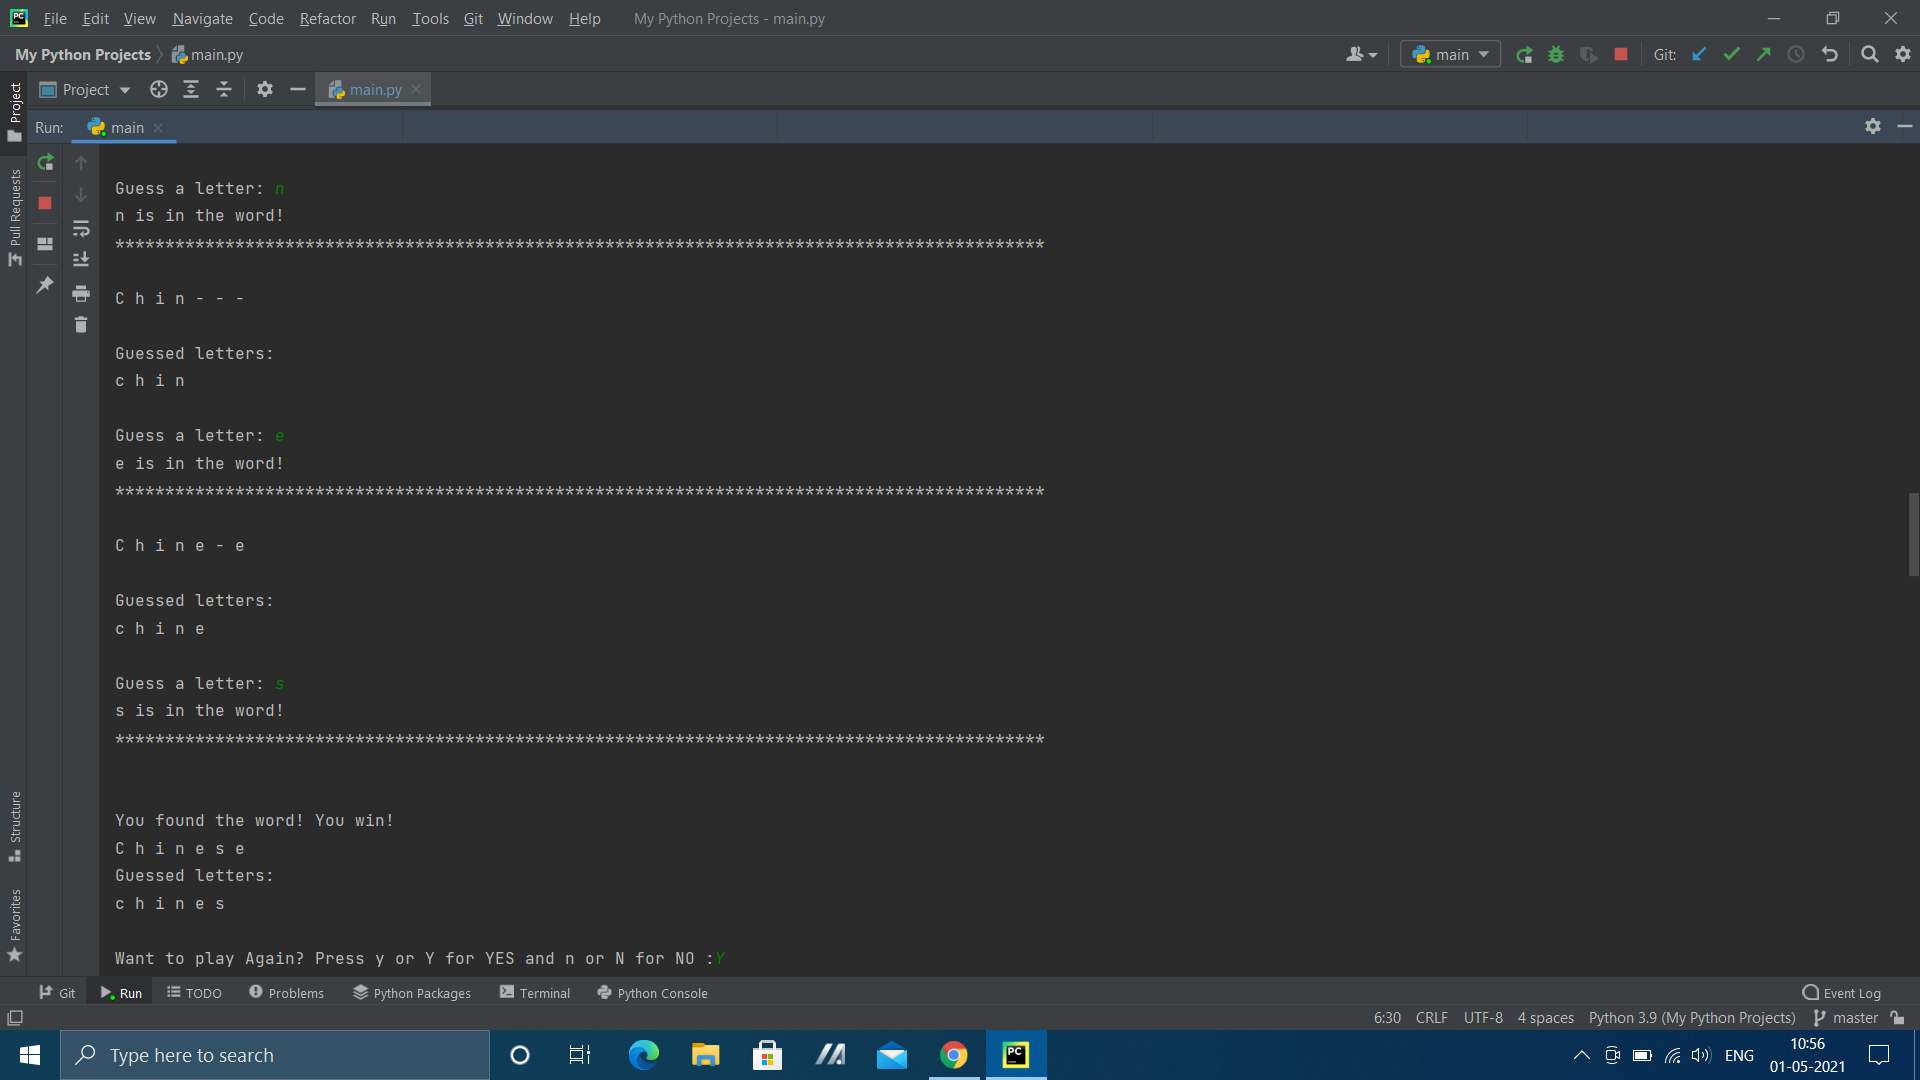 File Edit View Navigate Code Refactor Run Tools Git Window Help My Python Projects - main.py
My Python Projects main.py main Git:
Project main.py
Run: main
Project
Pull Requests
Structure
Favorites
Guess a letter: n
n is in the word!
*********************************************************************************************
C h i n - - -
Guessed letters:
c h i n
Guess a letter: e
e is in the word!
*********************************************************************************************
C h i n e - e
Guessed letters:
c h i n e
Guess a letter: s
s is in the word!
*********************************************************************************************
You found the word! You win!
C h i n e s e
Guessed letters:
c h i n e s
Want to play Again? Press y or Y for YES and n or N for NO :Y
Git Run TODO Problems Python Packages Terminal Python Console Event Log
6:30 CRLF UTF-8 4 spaces Python 3.9 (My Python Projects) master
Type here to search
ENG
10:56
01-05-2021